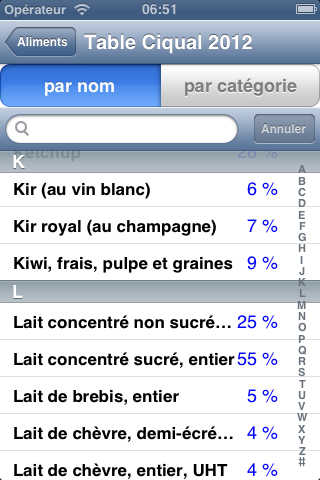 Opérateur 06:51
Aliments Table Ciqual 2012
par nom par catégorie
Annuler
Ketchup 28 %
K
Kir (au vin blanc) 6 %
Kir royal (au champagne) 7 %
Kiwi, frais, pulpe et graines 9 %
L
Lait concentré non sucré... 25 %
Lait concentré sucré, entier 55 %
Lait de brebis, entier 5 %
Lait de chèvre, demi-écré... 4 %
Lait de chèvre, entier, UHT 4 %
A
B
C
D
E
F
G
H
I
J
K
L
M
N
O
P
Q
R
S
T
U
V
W
X
Y
Z
#